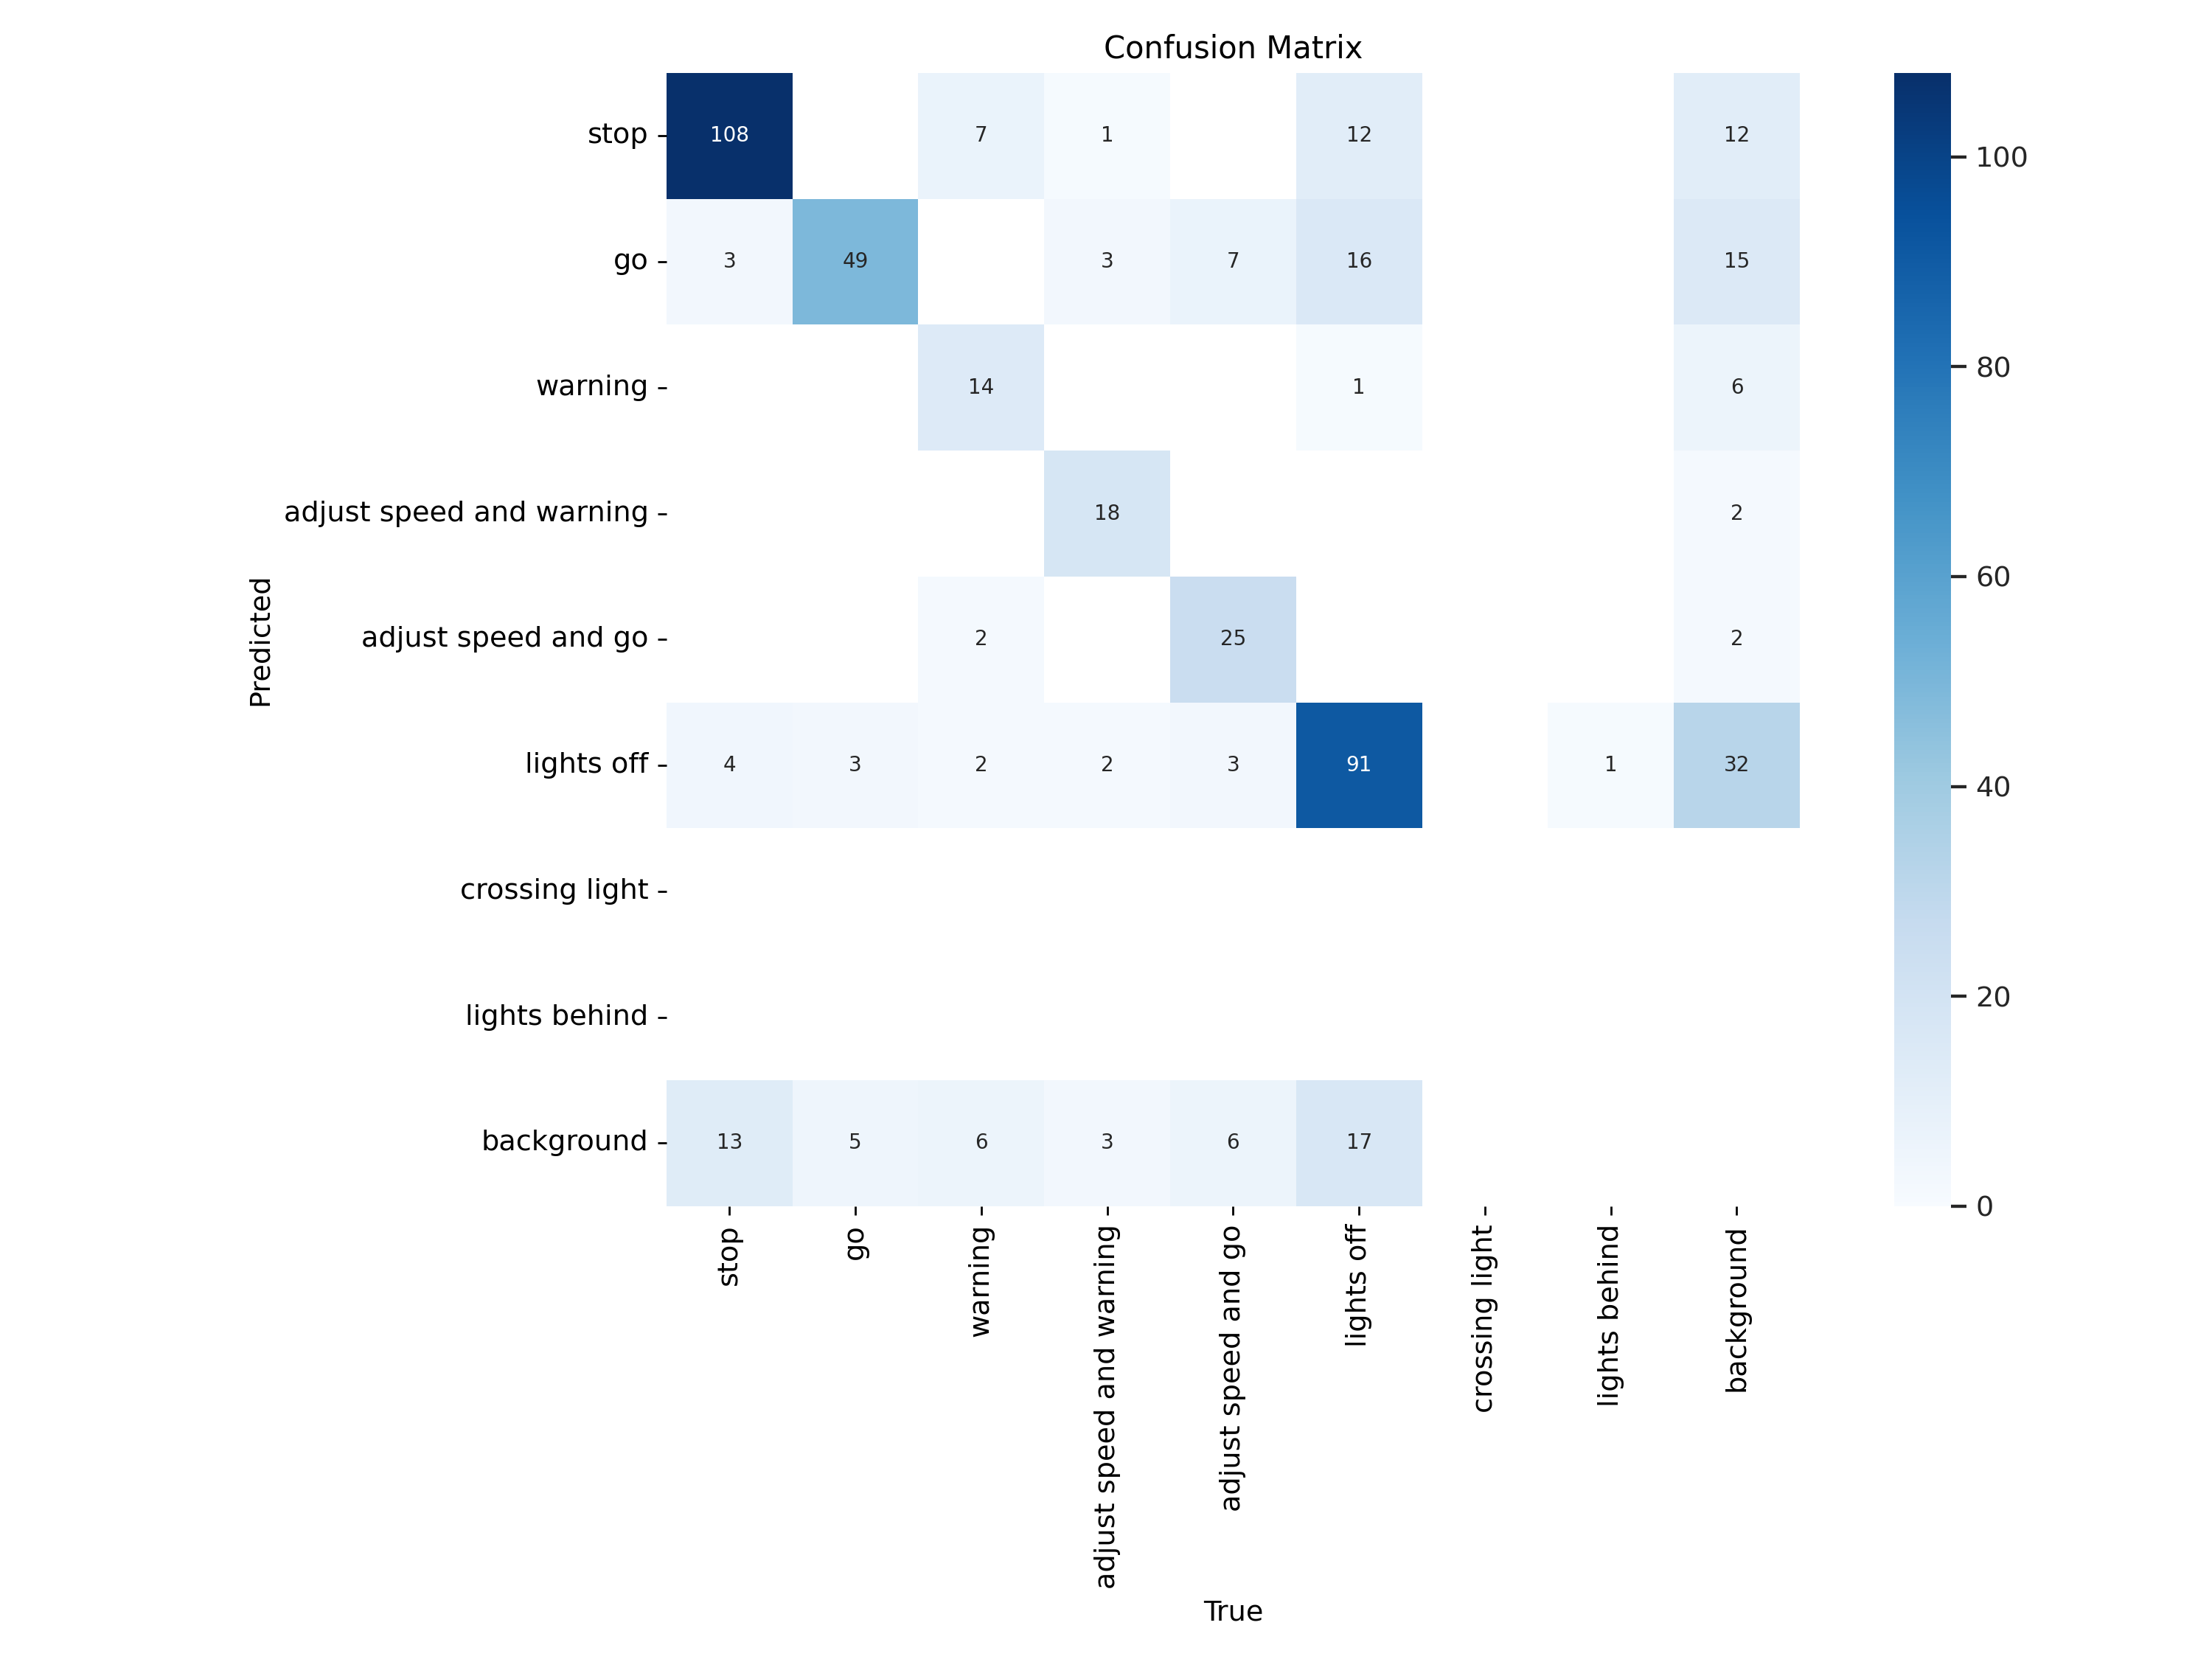 Confusion Matrix
stop 108 7 1 12 12
go 3 49 3 7 16 15
warning 14 1 6
adjust speed and warning 18 2
adjust speed and go 2 25 2
lights off 4 3 2 2 3 91 1 32
crossing light
lights behind
background 13 5 6 3 6 17
Predicted
stop
go
warning
adjust speed and warning
adjust speed and go
lights off
crossing light
lights behind
background
True
100
80
60
40
20
0